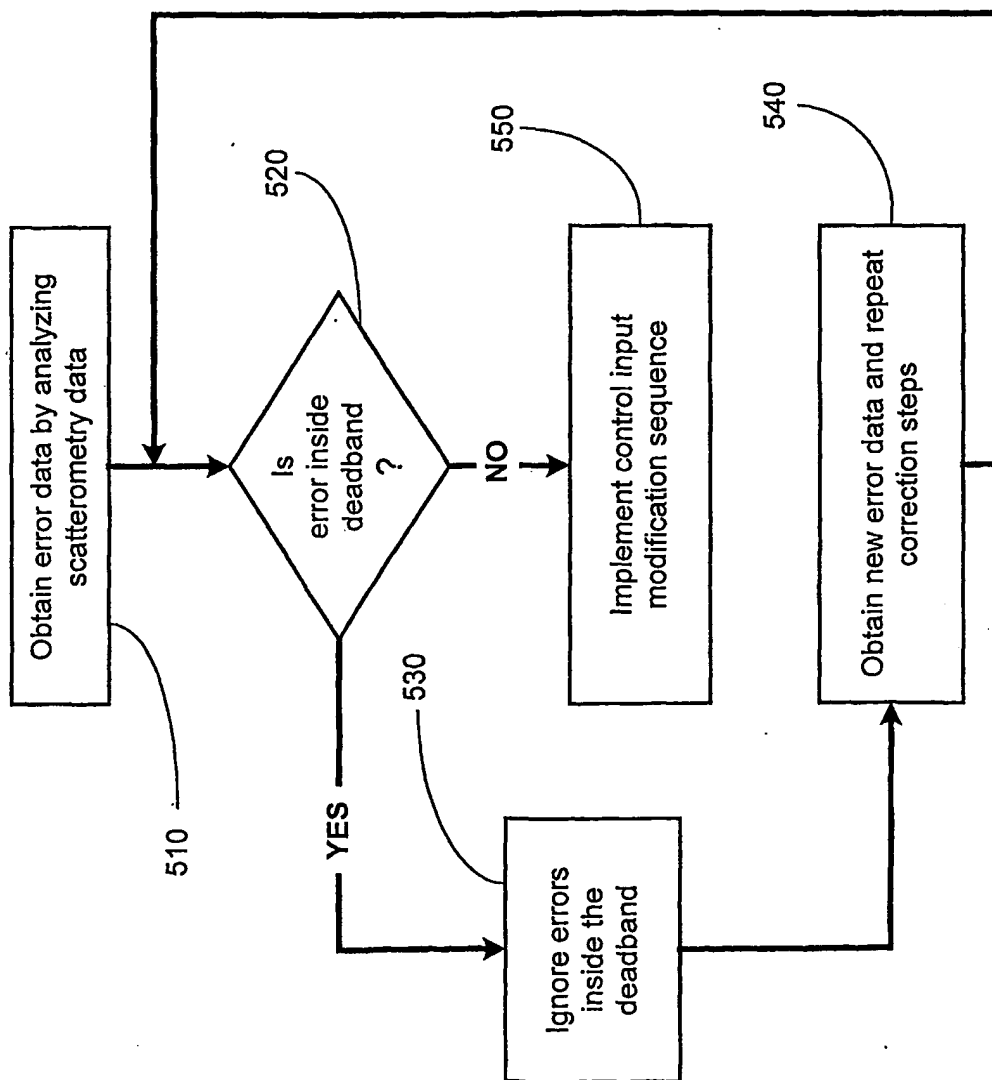 Obtain error data by analyzing
scatterometry data
510
Is
error inside
deadband
?
520
YES
NO
530
Ignore errors
inside the
deadband
Implement control input
modification sequence
550
Obtain new error data and repeat
correction steps
540